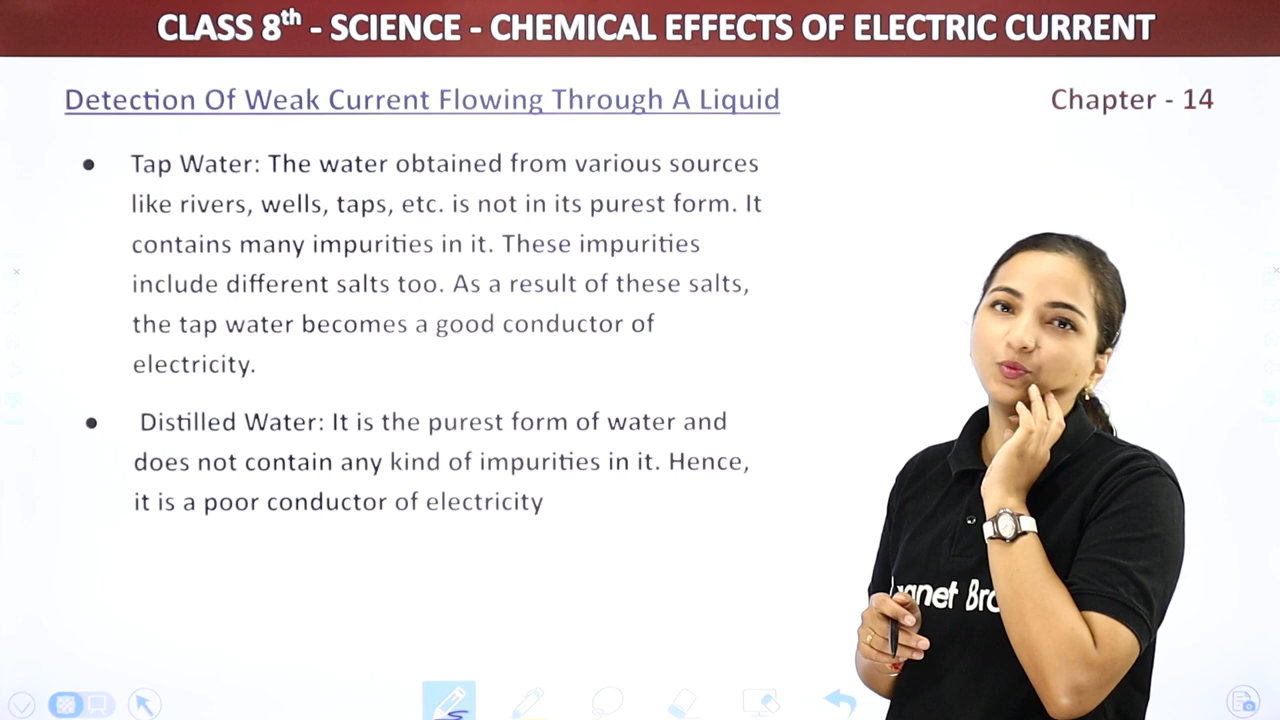 CLASS 8th - SCIENCE - CHEMICAL EFFECTS OF ELECTRIC CURRENT
Detection Of Weak Current Flowing Through A Liquid
Chapter - 14
● Tap Water: The water obtained from various sources
like rivers, wells, taps, etc. is not in its purest form. It
contains many impurities in it. These impurities
include different salts too. As a result of these salts,
the tap water becomes a good conductor of
electricity.
● Distilled Water: It is the purest form of water and
does not contain any kind of impurities in it. Hence,
it is a poor conductor of electricity